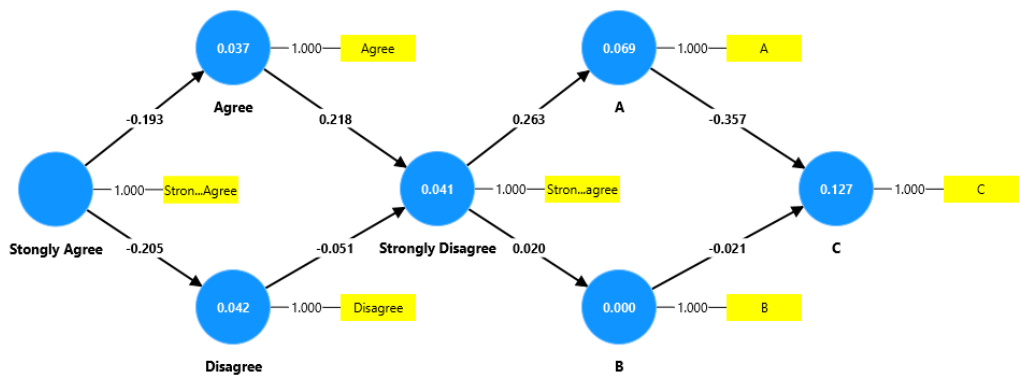 0.037
1.000
Agree
Agree
0.069
1.000
A
A
-0.193
0.218
0.263
-0.357
1.000
Stron...Agree
Stongly Agree
0.041
1.000
Stron...agree
Strongly Disagree
0.127
1.000
C
C
-0.205
-0.051
0.020
-0.021
0.042
1.000
Disagree
Disagree
0.000
1.000
B
B